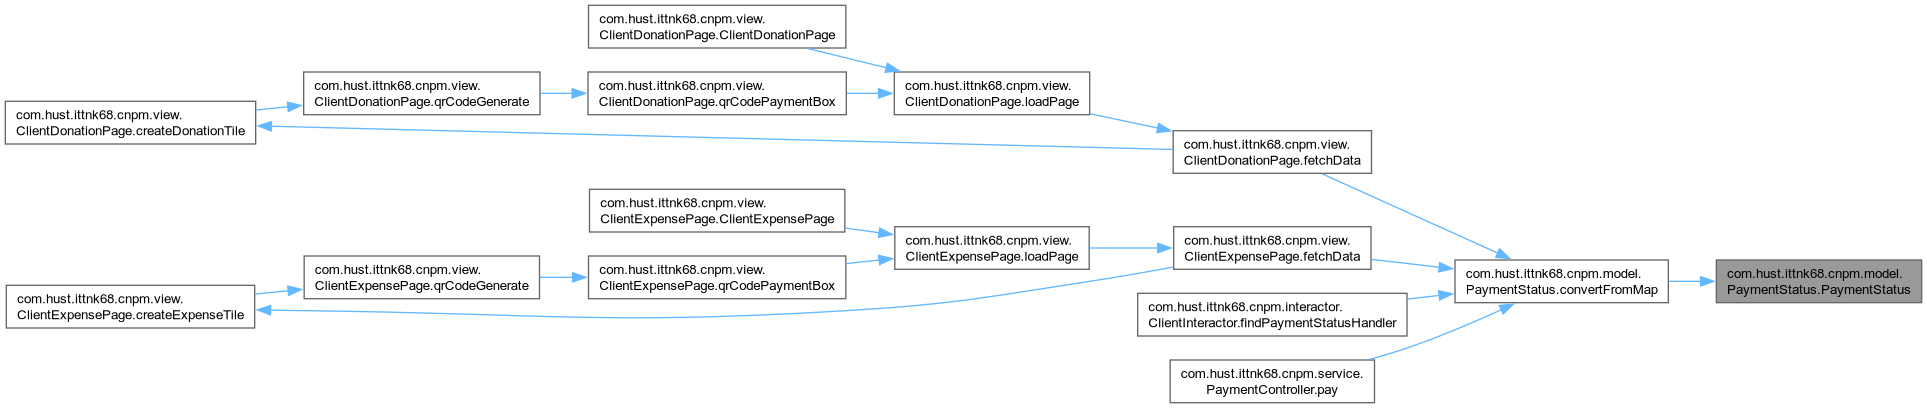 com.hust.ittnk68.cnpm.view.
ClientDonationPage.ClientDonationPage
com.hust.ittnk68.cnpm.view.
ClientDonationPage.qrCodeGenerate
com.hust.ittnk68.cnpm.view.
ClientDonationPage.qrCodePaymentBox
com.hust.ittnk68.cnpm.view.
ClientDonationPage.loadPage
com.hust.ittnk68.cnpm.view.
ClientDonationPage.createDonationTile
com.hust.ittnk68.cnpm.view.
ClientDonationPage.fetchData
com.hust.ittnk68.cnpm.view.
ClientExpensePage.ClientExpensePage
com.hust.ittnk68.cnpm.view.
ClientExpensePage.loadPage
com.hust.ittnk68.cnpm.view.
ClientExpensePage.fetchData
com.hust.ittnk68.cnpm.view.
ClientExpensePage.qrCodeGenerate
com.hust.ittnk68.cnpm.view.
ClientExpensePage.qrCodePaymentBox
com.hust.ittnk68.cnpm.model.
PaymentStatus.convertFromMap
com.hust.ittnk68.cnpm.model.
PaymentStatus.PaymentStatus
com.hust.ittnk68.cnpm.view.
ClientExpensePage.createExpenseTile
com.hust.ittnk68.cnpm.interactor.
ClientInteractor.findPaymentStatusHandler
com.hust.ittnk68.cnpm.service.
PaymentController.pay